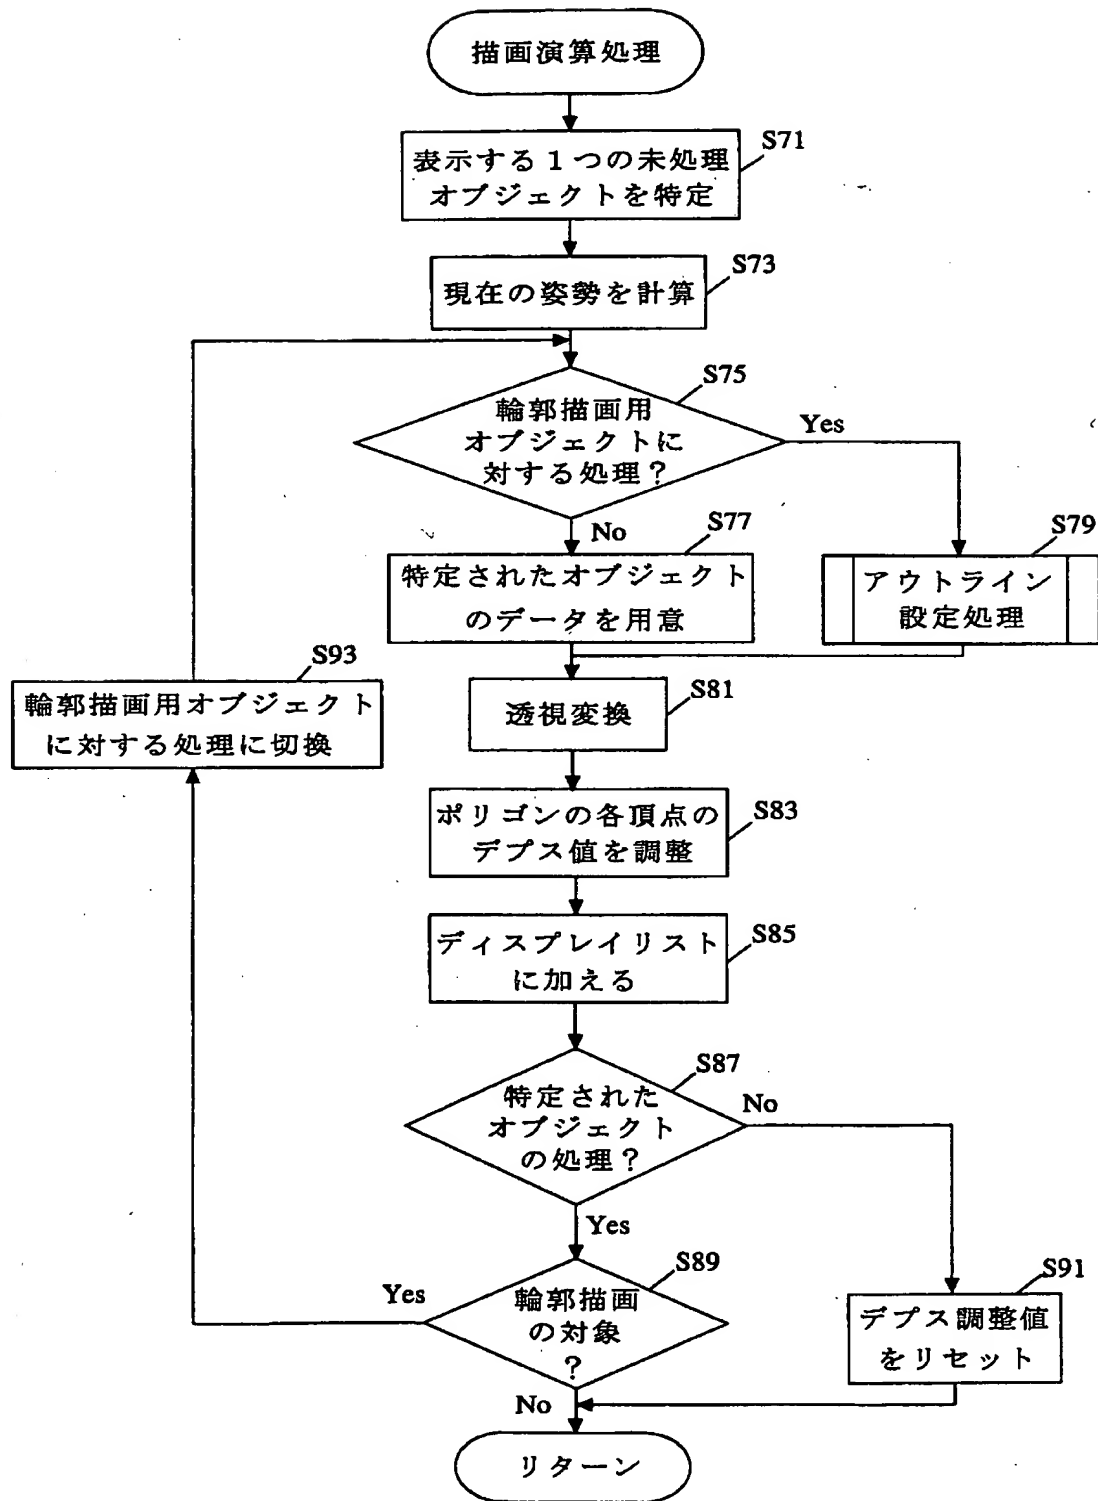 描画演算処理
S71
表示する1つの未処理
オブジェクトを特定
S73
現在の姿勢を計算
S75
輪郭描画用
オブジェクトに
対する処理?
Yes
No
S77
特定されたオブジェクト
のデータを用意
S79
アウトライン
設定処理
S93
輪郭描画用オブジェクト
に対する処理に切換
S81
透視変換
S83
ポリゴンの各頂点の
デプス値を調整
S85
ディスプレイリスト
に加える
S87
特定された
オブジェクト
の処理?
No
Yes
S89
輪郭描画
の対象
?
Yes
No
S91
デプス調整値
をリセット
リターン